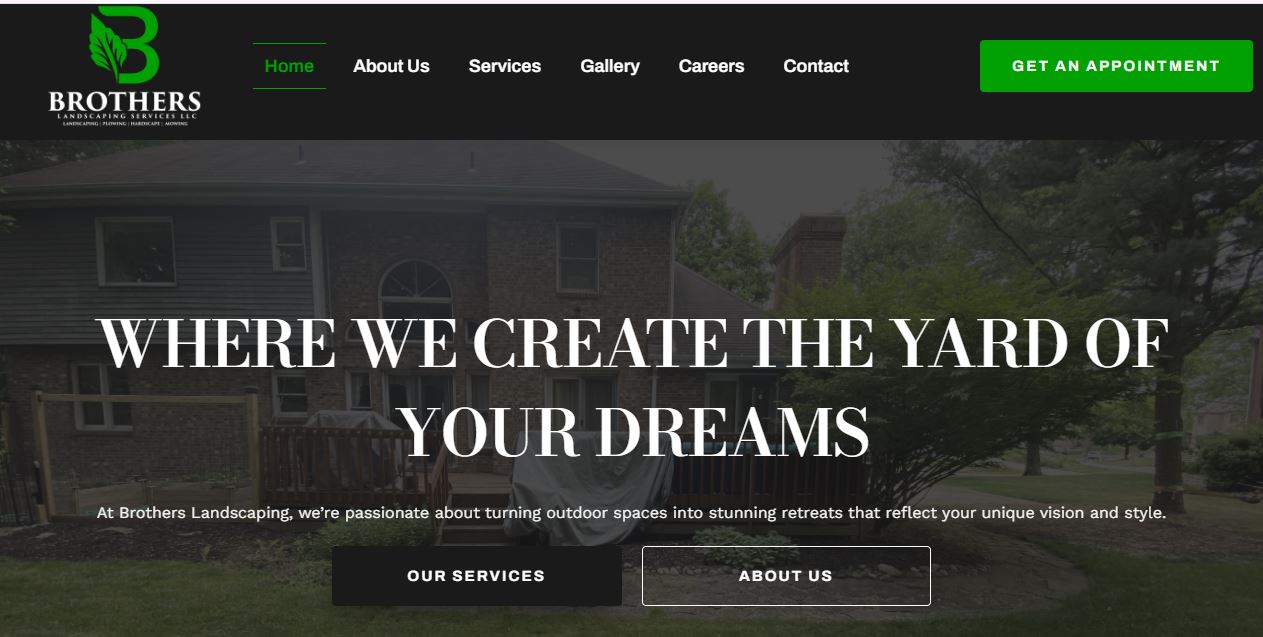 BROTHERS
LANDSCAPING SERVICES LLC
LANDSCAPING | PLOWING | HARDSCAPE | MOWING
Home About Us Services Gallery Careers Contact
GET AN APPOINTMENT
WHERE WE CREATE THE YARD OF
YOUR DREAMS
At Brothers Landscaping, we’re passionate about turning outdoor spaces into stunning retreats that reflect your unique vision and style.
OUR SERVICES ABOUT US